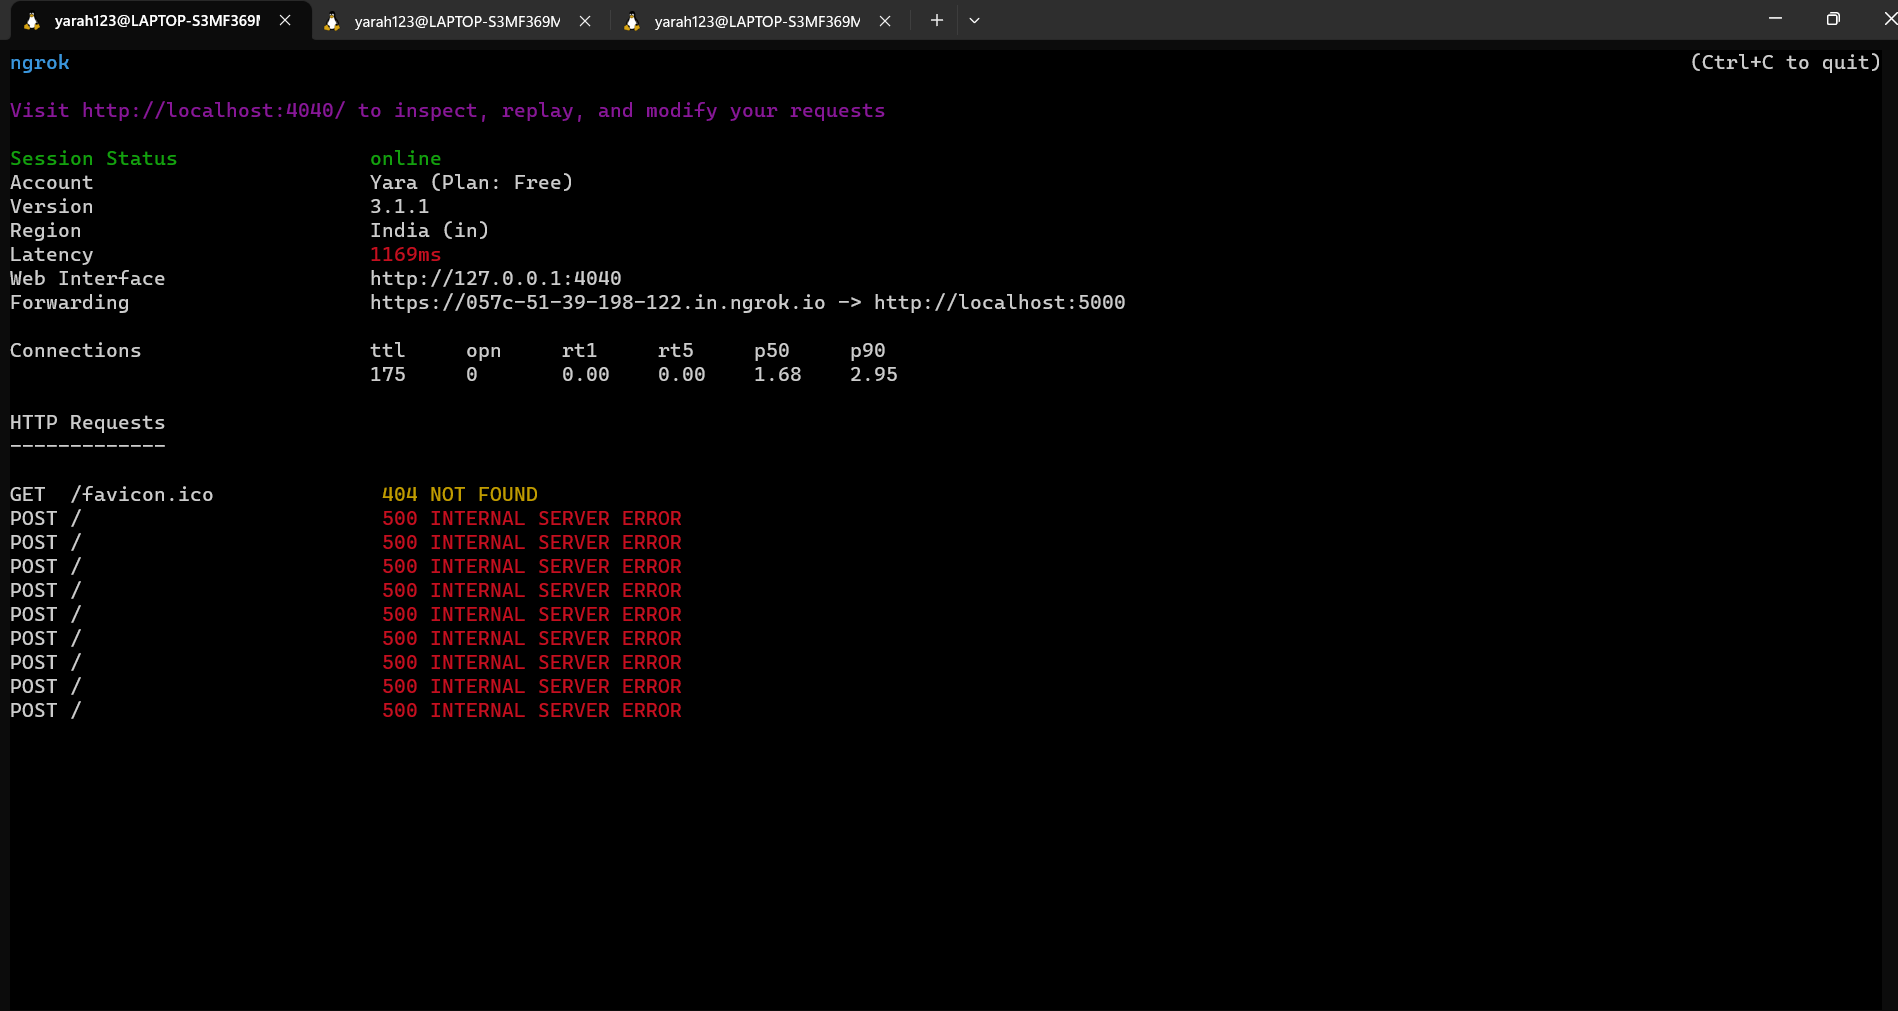 yarah123@LAPTOP-S3MF369M yarah123@LAPTOP-S3MF369M yarah123@LAPTOP-S3MF369M
ngrok (Ctrl+C to quit)
Visit http://localhost:4040/ to inspect, replay, and modify your requests
Session Status online
Account Yara (Plan: Free)
Version 3.1.1
Region India (in)
Latency 1169ms
Web Interface http://127.0.0.1:4040
Forwarding https://057c-51-39-198-122.in.ngrok.io -> http://localhost:5000
Connections ttl opn rt1 rt5 p50 p90
175 0 0.00 0.00 1.68 2.95
HTTP Requests
-------------
GET /favicon.ico 404 NOT FOUND
POST / 500 INTERNAL SERVER ERROR
POST / 500 INTERNAL SERVER ERROR
POST / 500 INTERNAL SERVER ERROR
POST / 500 INTERNAL SERVER ERROR
POST / 500 INTERNAL SERVER ERROR
POST / 500 INTERNAL SERVER ERROR
POST / 500 INTERNAL SERVER ERROR
POST / 500 INTERNAL SERVER ERROR
POST / 500 INTERNAL SERVER ERROR